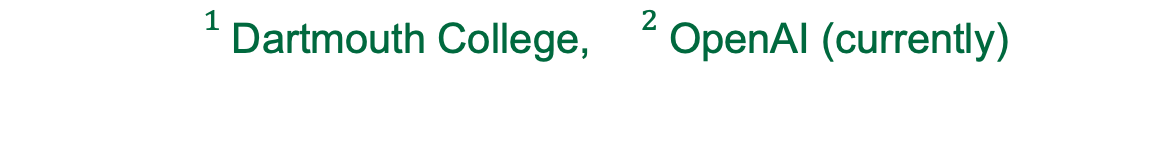 ¹ Dartmouth College, ² OpenAI (currently)